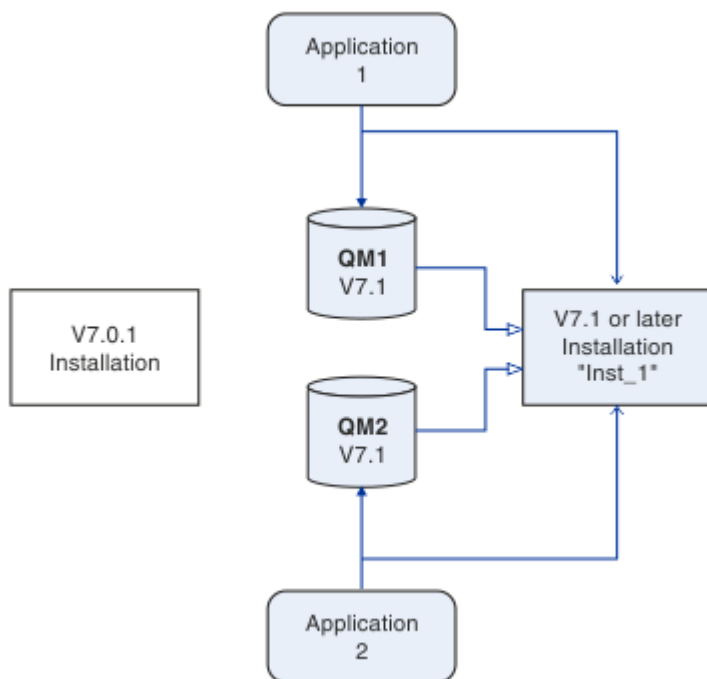 Application
1
QM1
V7.1
V7.0.1
Installation
V7.1 or later
Installation
"Inst_1"
QM2
V7.1
Application
2